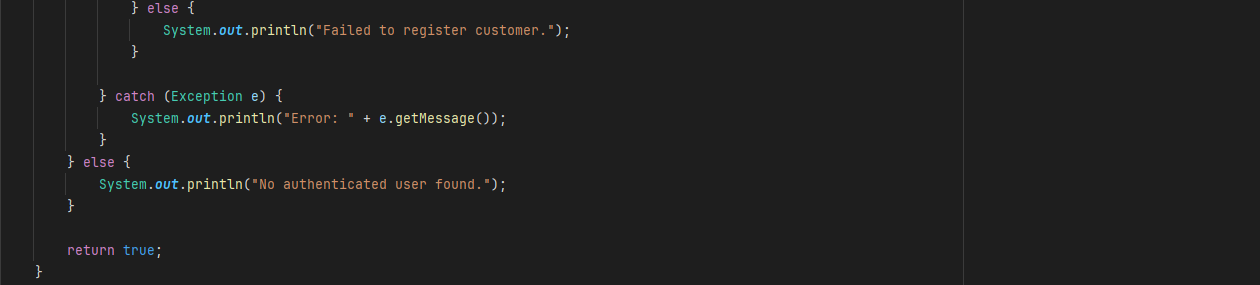 } else {
System.out.println("Failed to register customer.");
}
} catch (Exception e) {
System.out.println("Error: " + e.getMessage());
}
} else {
System.out.println("No authenticated user found.");
}
return true;
}